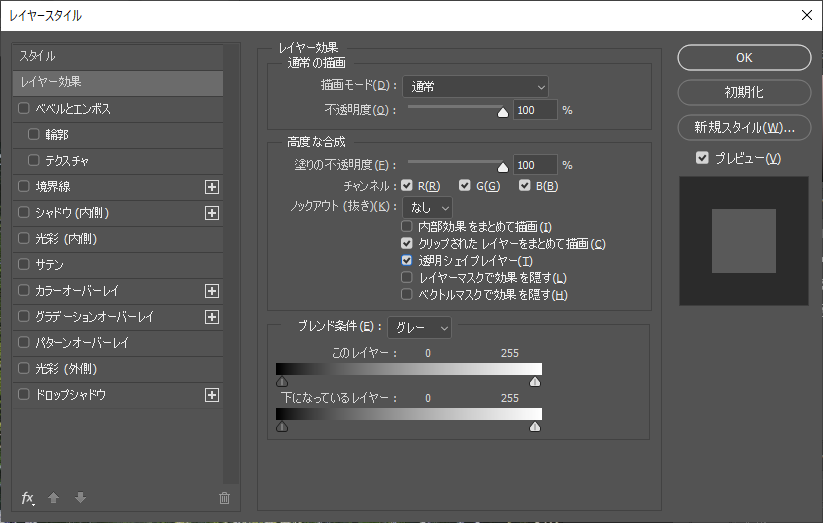 レイヤースタイル
スタイル
レイヤー効果
ベベルとエンボス
輪郭
テクスチャ
境界線
シャドウ (内側)
光彩 (内側)
サテン
カラーオーバーレイ
グラデーションオーバーレイ
パターンオーバーレイ
光彩 (外側)
ドロップシャドウ
fx
レイヤー効果
通常の描画
描画モード(D) : 通常
不透明度(O) : 100 %
高度な合成
塗りの不透明度(F) : 100 %
チャンネル : R(R) G(G) B(B)
ノックアウト (抜き)(K) : なし
内部効果をまとめて描画(I)
クリップされたレイヤーをまとめて描画(C)
透明シェイプレイヤー(T)
レイヤーマスクで効果を隠す(L)
ベクトルマスクで効果を隠す(H)
ブレンド条件(E) : グレー
このレイヤー : 0 255
下になっているレイヤー : 0 255
OK
初期化
新規スタイル(W)...
プレビュー(V)